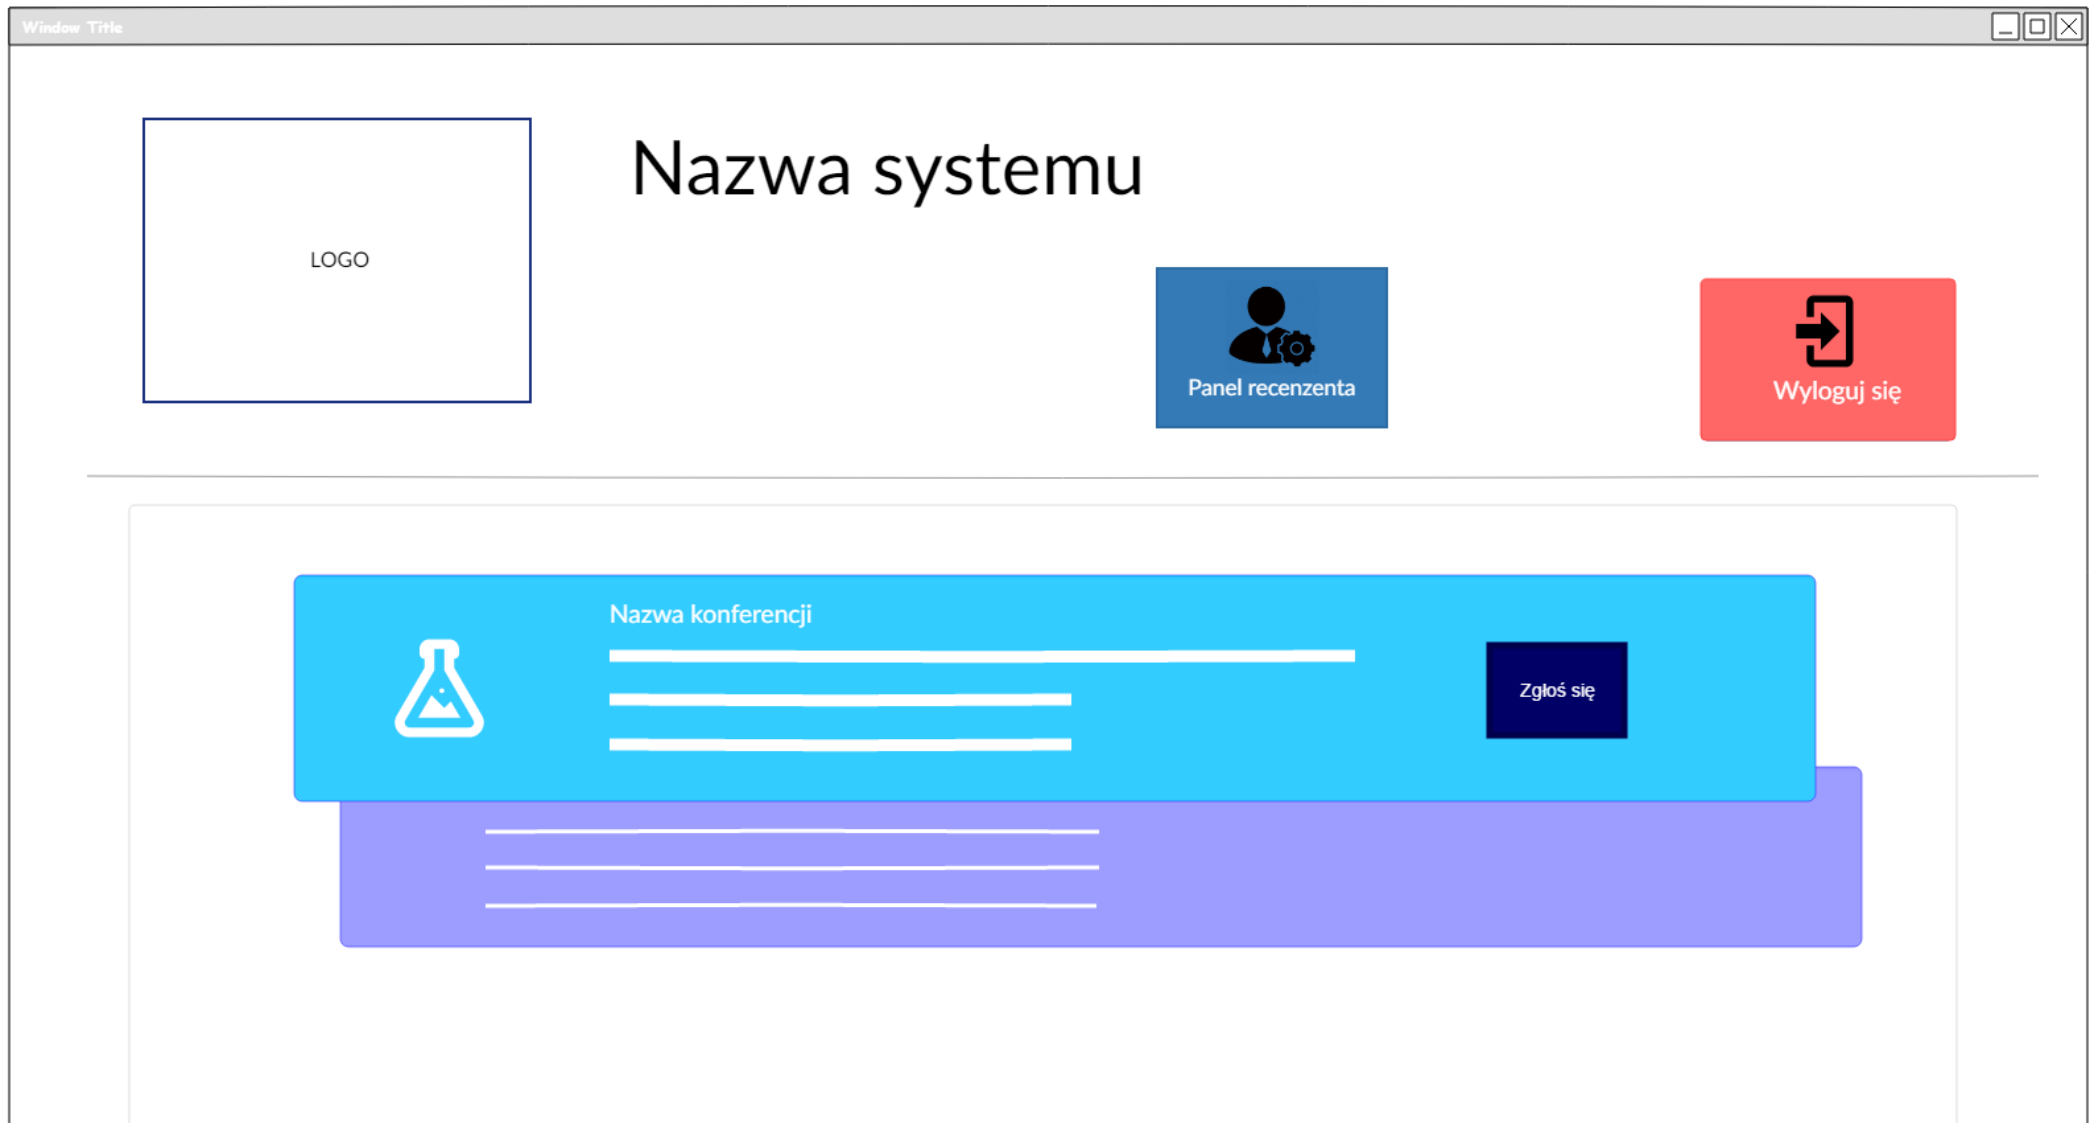 Window Title
Nazwa systemu
LOGO
Panel recenzenta
Wyloguj się
Nazwa konferencji
Zgłoś się